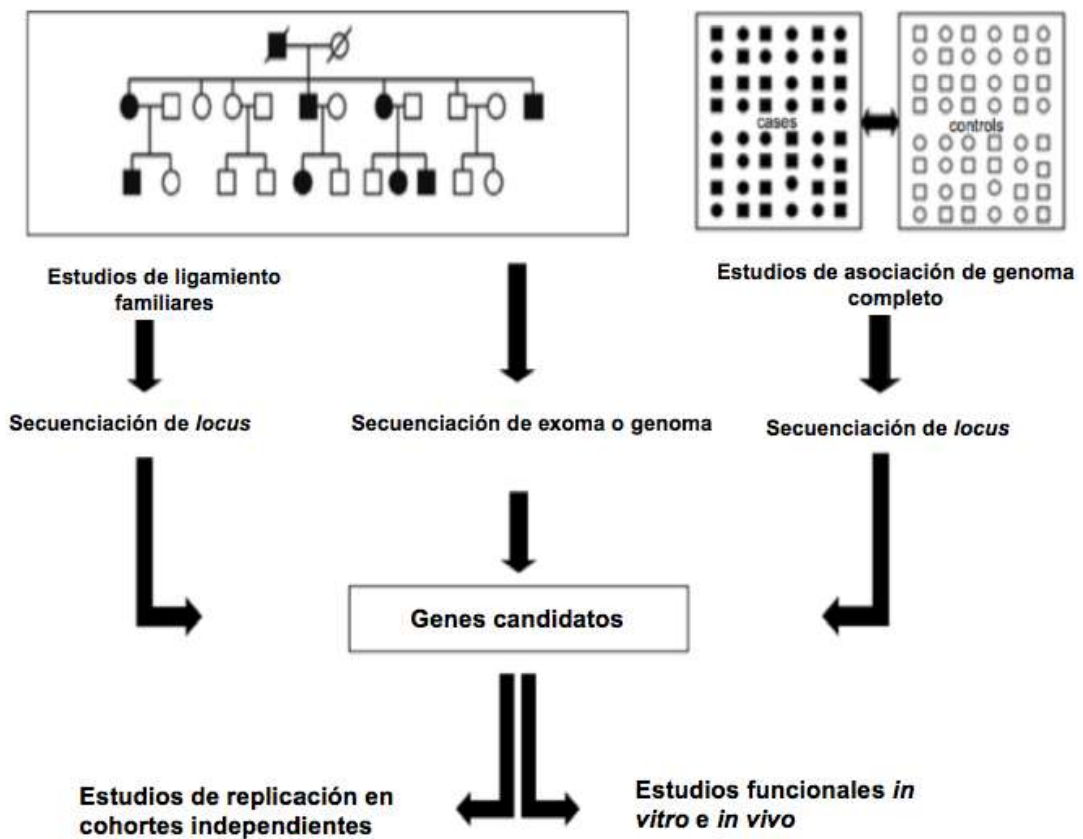 cases
controls
Estudios de ligamiento
familiares
Estudios de asociación de genoma
completo
Secuenciación de locus
Secuenciación de exoma o genoma
Secuenciación de locus
Genes candidatos
Estudios de replicación en
cohortes independientes
Estudios funcionales in
vitro e in vivo